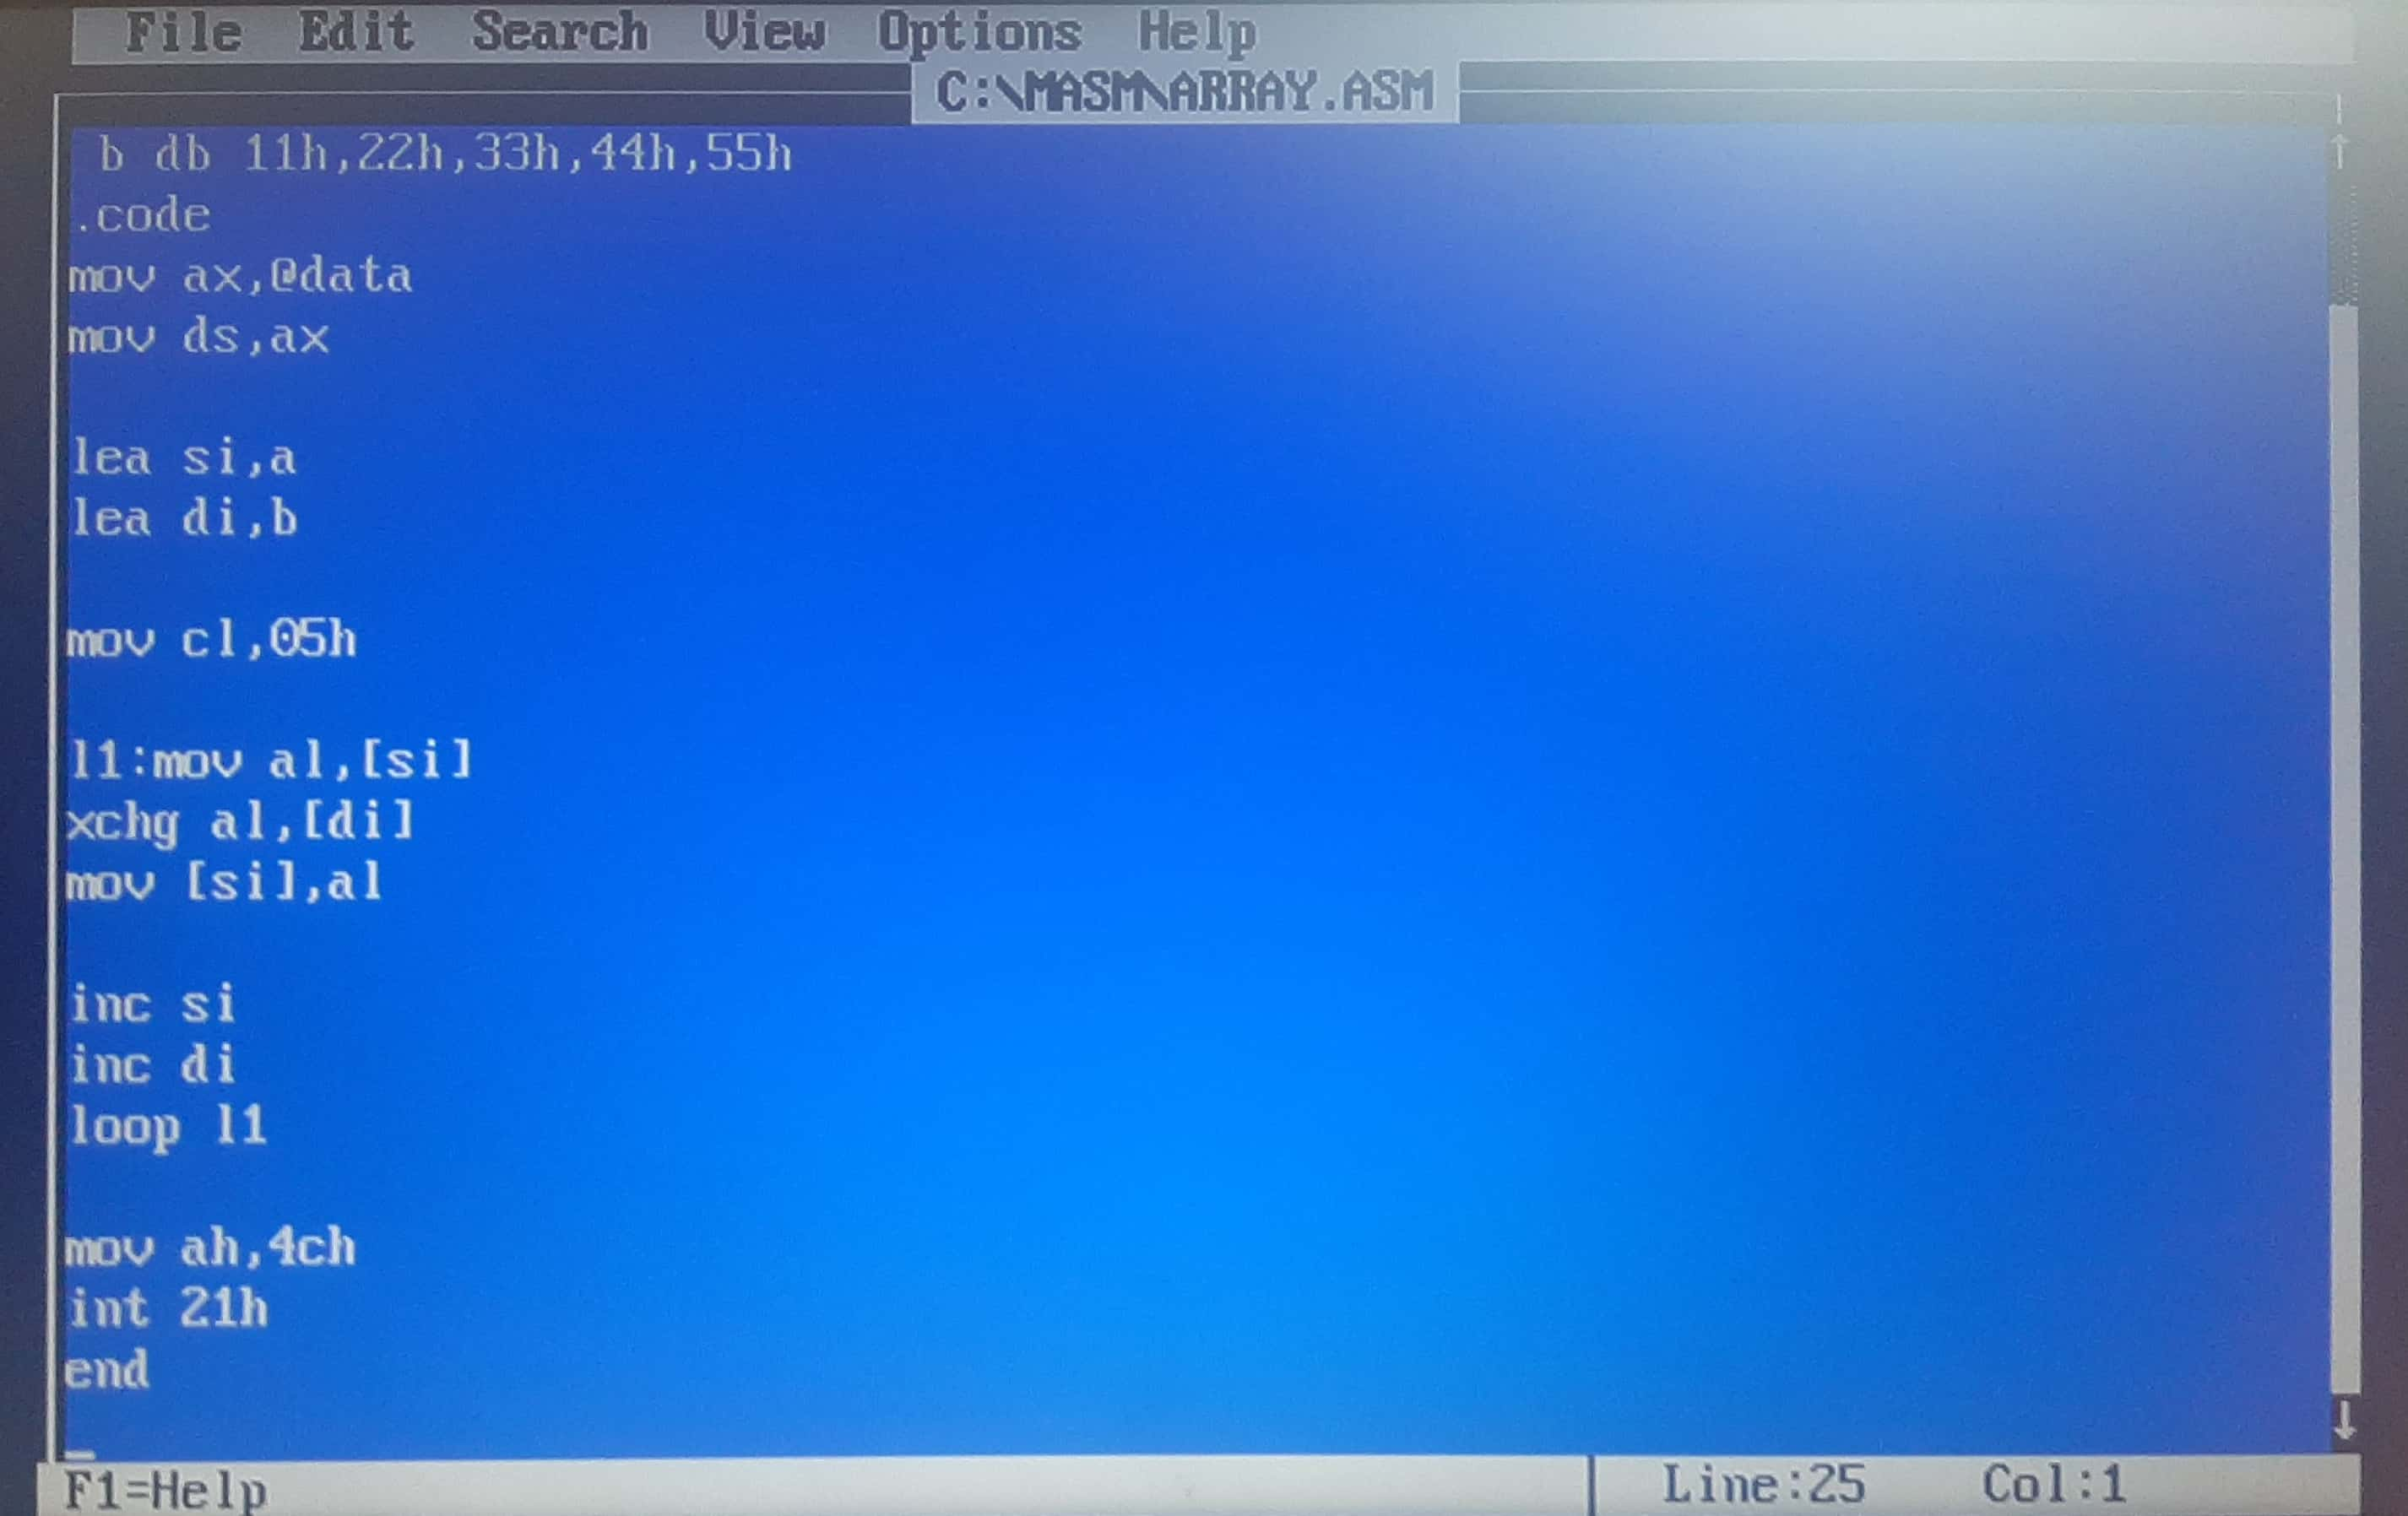 File Edit Search View Options Help
C:\MASM\ARRAY.ASM
b db 11h,22h,33h,44h,55h
.code
mov ax,@data
mov ds,ax
lea si,a
lea di,b
mov cl,05h
l1:mov al,[si]
xchg al,[di]
mov [si],al
inc si
inc di
loop l1
mov ah,4ch
int 21h
end
F1=Help Line:25 Col:1